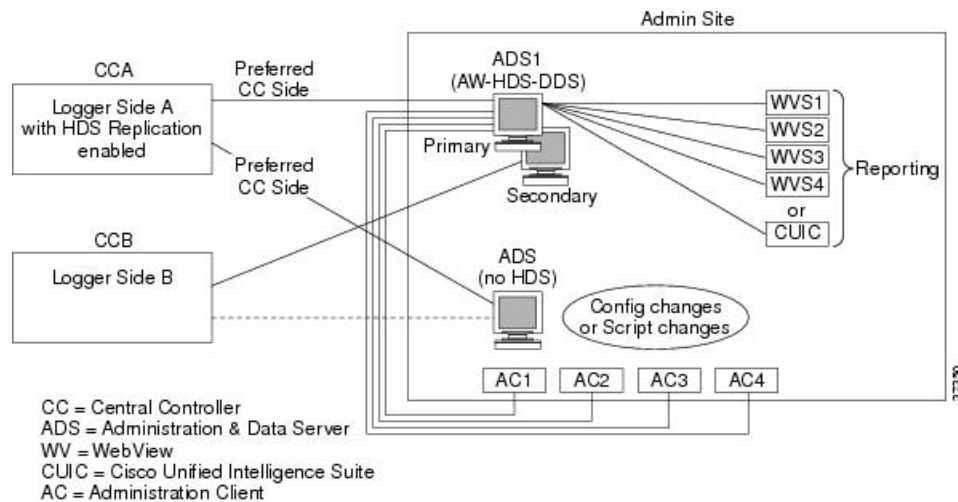 Admin Site
CCA
Logger Side A
with HDS Replication
enabled
Preferred
CC Side
Preferred
CC Side
ADS1
(AW-HDS-DDS)
Primary
Secondary
WVS1
WVS2
WVS3
WVS4
or
CUIC
Reporting
CCB
Logger Side B
ADS
(no HDS)
Config changes
or Script changes
AC1
AC2
AC3
AC4
CC = Central Controller
ADS = Administration & Data Server
WV = WebView
CUIC = Cisco Unified Intelligence Suite
AC = Administration Client